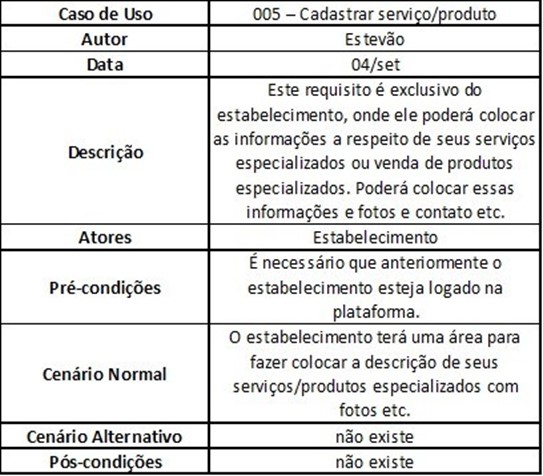 Caso de Uso 005 – Cadastrar serviço/produto
Autor Estevão
Data 04/set
Descrição
Este requisito é exclusivo do
estabelecimento, onde ele poderá colocar
as informações a respeito de seus serviços
especializados ou venda de produtos
especializados. Poderá colocar essas
informações e fotos e contato etc.
Atores Estabelecimento
Pré-condições
É necessário que anteriormente o
estabelecimento esteja logado na
plataforma.
Cenário Normal
O estabelecimento terá uma área para
fazer colocar a descrição de seus
serviços/produtos especializados com
fotos etc.
Cenário Alternativo não existe
Pós-condições não existe